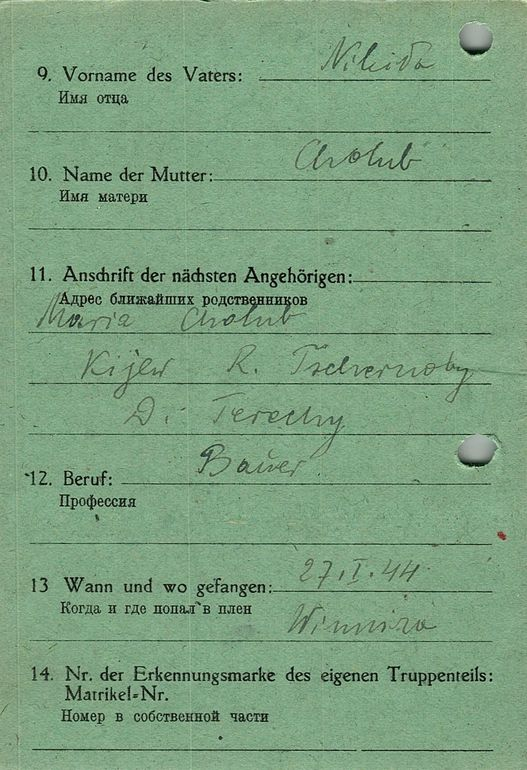 9. Vorname des Vaters: Nikida
Имя отца
10. Name der Mutter: Cholub
Имя матери
11. Anschrift der nächsten Angehörigen:
Адрес ближайших родственников
Maria Cholub
Kijew R. Tschernoby
D. Terechy
12. Beruf: Bauer
Профессия
13 Wann und wo gefangen: 27.I.44
Когда и где попал в плен
Winniza
14. Nr. der Erkennungsmarke des eigenen Truppenteils:
Matrikel-Nr.
Номер в собственной части